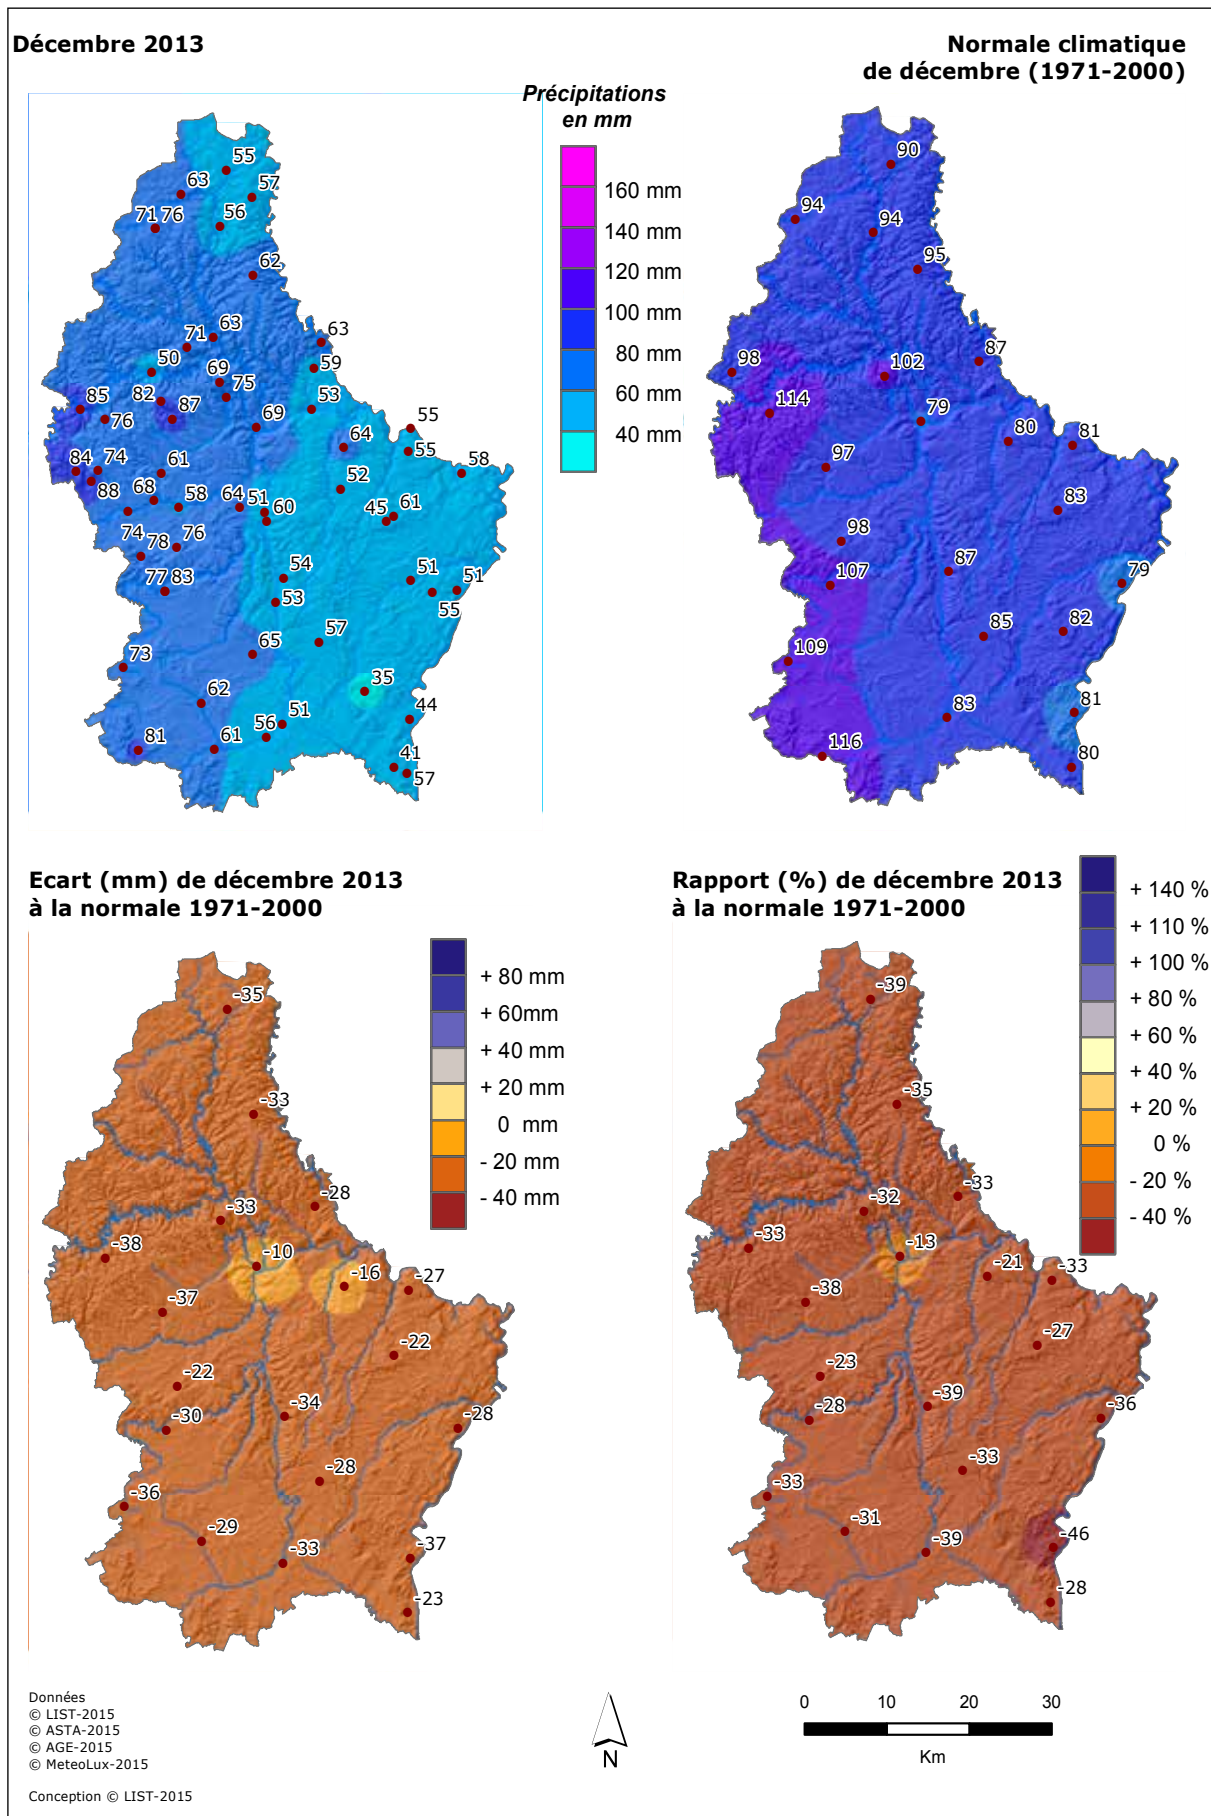 Décembre 2013
Normale climatique
de décembre (1971-2000)
Précipitations
en mm
160 mm
140 mm
120 mm
100 mm
80 mm
60 mm
40 mm
55
63
57
71 76
56
62
63
71
63
50
69
59
75
82
85
87
53
76
69
55
64
55
84
74
61
58
88
68
52
58
64
51
60
45
61
74
78
76
54
51
51
77
83
53
55
57
65
73
35
62
44
51
56
81
61
41
57
90
94
94
95
87
98
102
114
79
80
81
97
83
98
87
79
107
85
82
109
81
83
116
80
Ecart (mm) de décembre 2013
à la normale 1971-2000
+ 80 mm
+ 60mm
+ 40 mm
+ 20 mm
0 mm
- 20 mm
- 40 mm
-35
-33
-28
-33
-38
-10
-16
-27
-37
-22
-22
-34
-30
-28
-28
-36
-29
-33
-37
-23
Rapport (%) de décembre 2013
à la normale 1971-2000
+ 140 %
+ 110 %
+ 100 %
+ 80 %
+ 60 %
+ 40 %
+ 20 %
0 %
- 20 %
- 40 %
-39
-35
-33
-32
-33
-13
-21
-33
-38
-27
-23
-39
-28
-36
-33
-33
-31
-39
-46
-28
Données
© LIST-2015
© ASTA-2015
© AGE-2015
© MeteoLux-2015
Conception © LIST-2015
N
0 10 20 30
Km